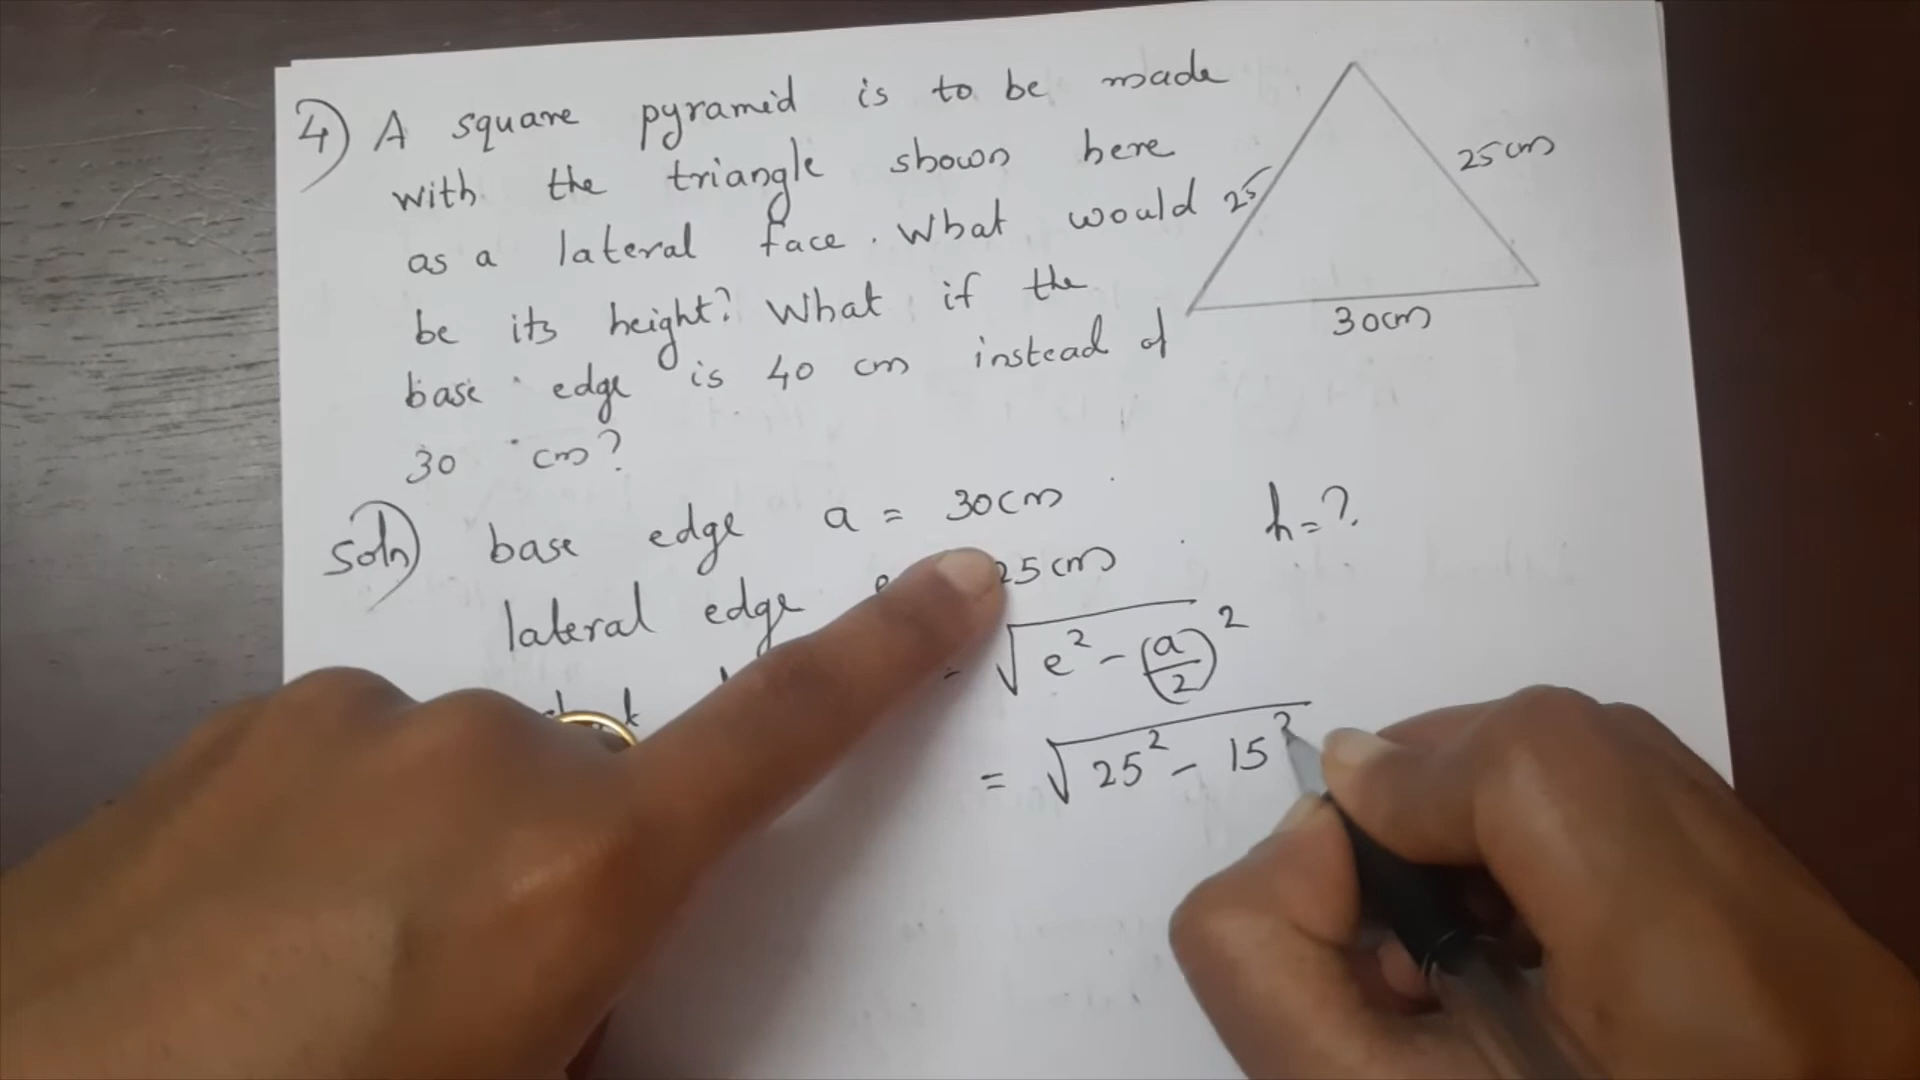 4) A square pyramid is to be made
with the triangle shown here
as a lateral face. What would
be its height? What if the
base edge is 40 cm instead of
30 cm?
25
25cm
30cm
Soln) base edge a = 30cm
h=?
lateral edge e 25cm
= √e² - (a/2)²
= √25² - 15²